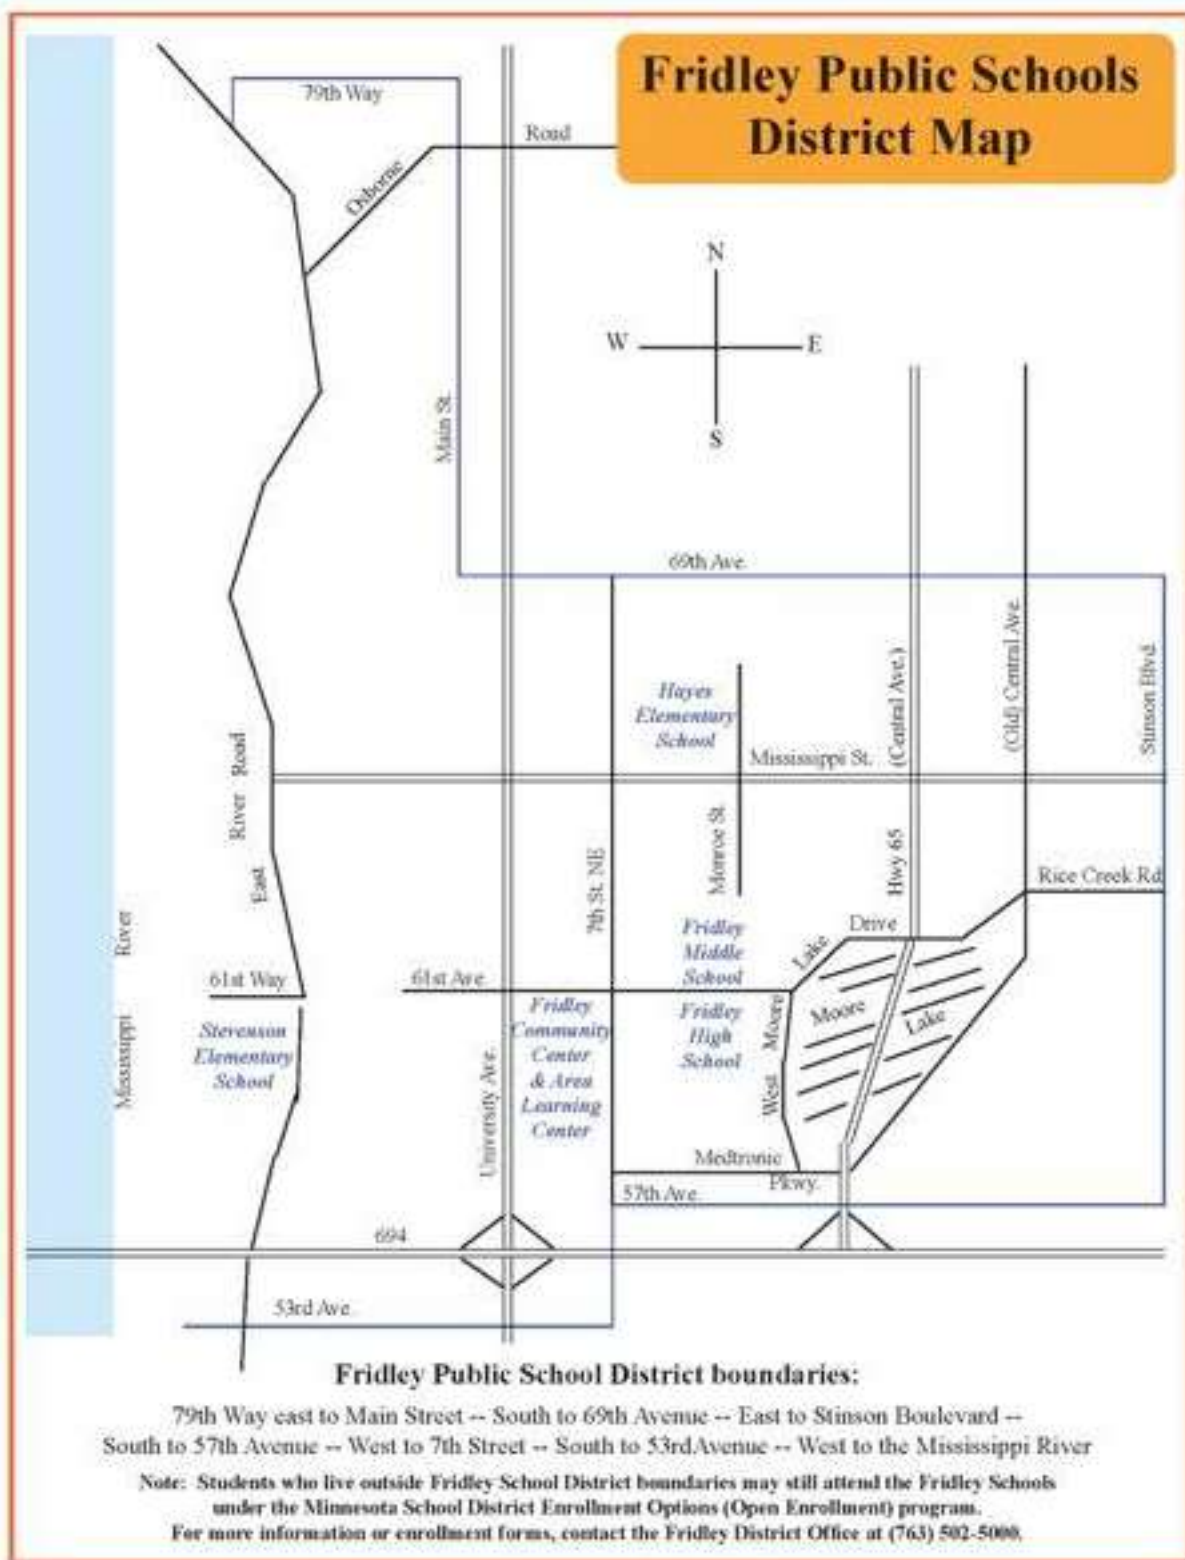 Fridley Public Schools
District Map
79th Way
Road
Osborne
N
W
E
S
Main St.
69th Ave.
(Central Ave.)
(Old) Central Ave.
Stinson Blvd.
Hayes
Elementary
School
Mississippi St.
River Road
East
Monroe St.
7th St. NE
Hwy 65
Rice Creek Rd
Mississippi River
61st Way
61st Ave.
Fridley
Middle
School
Lake
Drive
Stevenson
Elementary
School
Fridley
Community
Center
& Area
Learning
Center
Fridley
High
School
West Moore
Moore
Lake
University Ave.
Medtronic
Pkwy.
57th Ave.
694
53rd Ave.
Fridley Public School District boundaries:
79th Way east to Main Street -- South to 69th Avenue -- East to Stinson Boulevard --
South to 57th Avenue -- West to 7th Street -- South to 53rdAvenue -- West to the Mississippi River
Note: Students who live outside Fridley School District boundaries may still attend the Fridley Schools
under the Minnesota School District Enrollment Options (Open Enrollment) program.
For more information or enrollment forms, contact the Fridley District Office at (763) 502-5000.